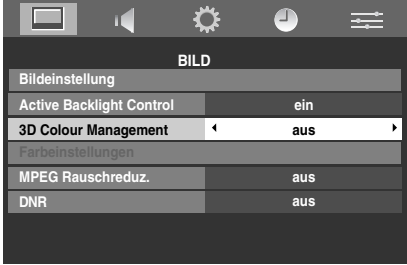 BILD
Bildeinstellung
Active Backlight Control ein
3D Colour Management aus
Farbeinstellungen
MPEG Rauschreduz. aus
DNR aus